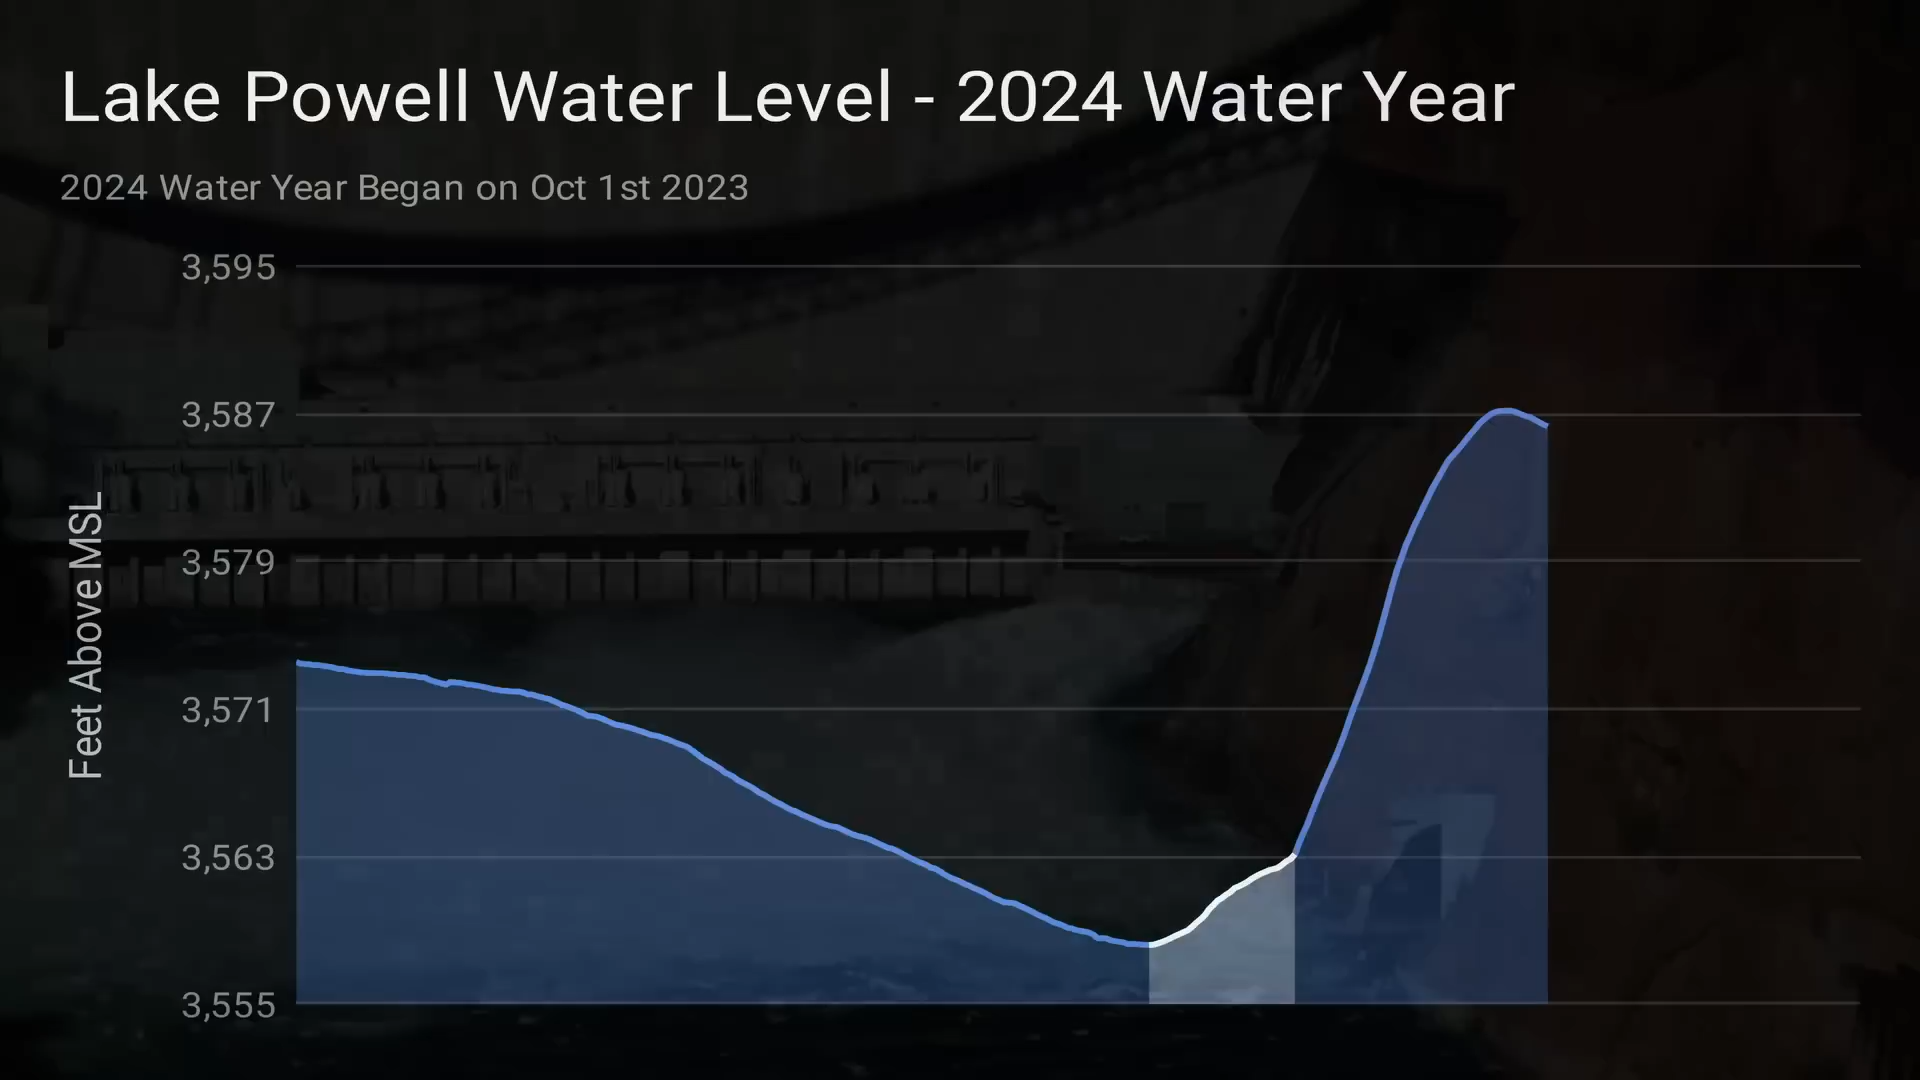 Lake Powell Water Level - 2024 Water Year
2024 Water Year Began on Oct 1st 2023
3,595
3,587
3,579
3,571
3,563
3,555
Feet Above MSL